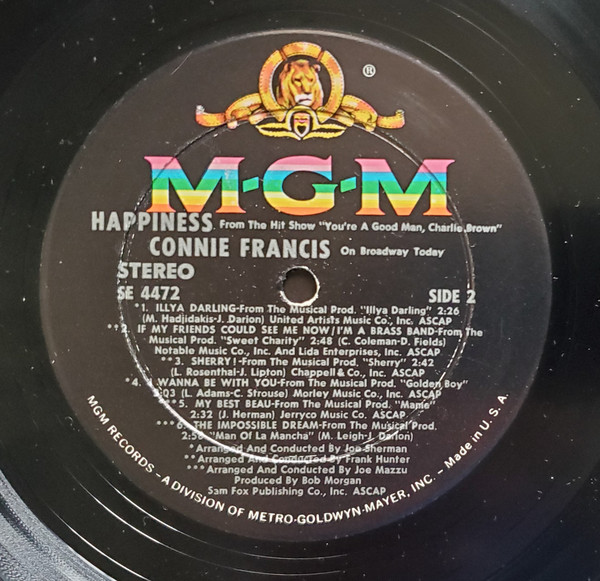 ®
M-G-M
HAPPINESS From The Hit Show "You're A Good Man, Charlie Brown"
CONNIE FRANCIS On Broadway Today
STEREO
SE 4472 SIDE 2
*1. ILLYA DARLING-From The Musical Prod. "Illya Darling" 2:26
(M. Hadjidakis-J. Darion) United Artists Music Co., Inc. ASCAP
**2. IF MY FRIENDS COULD SEE ME NOW/I'M A BRASS BAND-From The
Musical Prod. "Sweet Charity" 2:48 (C. Coleman-D. Fields)
Notable Music Co., Inc. And Lida Enterprises, Inc. ASCAP
**3. SHERRY!-From The Musical Prod. "Sherry" 2:42
(L. Rosenthal-J. Lipton) Chappell & Co., Inc. ASCAP
*4. I WANNA BE WITH YOU-From The Musical Prod. "Golden Boy"
2:03 (L. Adams-C. Strouse) Morley Music Co., Inc. ASCAP
**5. MY BEST BEAU-From The Musical Prod. "Mame"
2:32 (J. Herman) Jerryco Music Co. ASCAP
***6. THE IMPOSSIBLE DREAM-From The Musical Prod.
2:56 "Man Of La Mancha" (M. Leigh-J. Darion)
*Arranged And Conducted By Joe Sherman
**Arranged And Conducted By Frank Hunter
***Arranged And Conducted By Joe Mazzu
Produced By Bob Morgan
Sam Fox Publishing Co., Inc. ASCAP
MGM RECORDS – A DIVISION OF METRO-GOLDWYN-MAYER, INC. – Made in U. S. A.